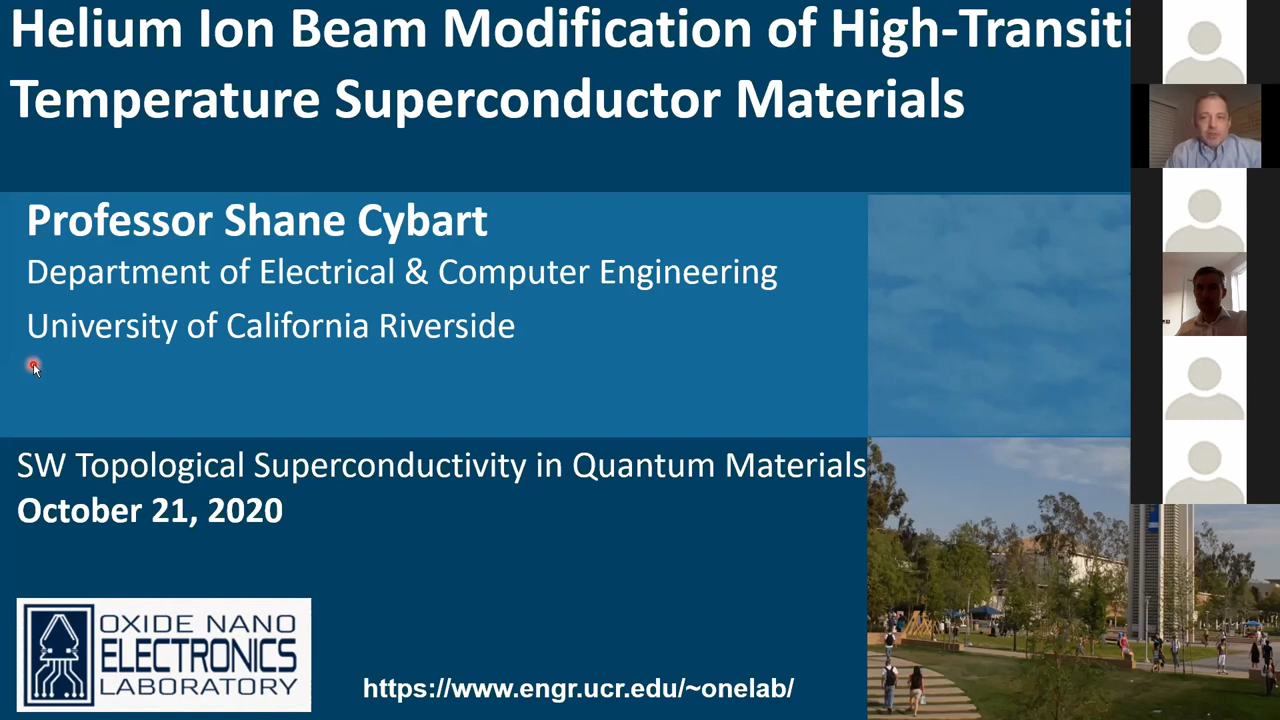 Helium Ion Beam Modification of High-Transiti
Temperature Superconductor Materials
Professor Shane Cybart
Department of Electrical & Computer Engineering
University of California Riverside
SW Topological Superconductivity in Quantum Materials
October 21, 2020
OXIDE NANO
ELECTRONICS
LABORATORY
https://www.engr.ucr.edu/~onelab/